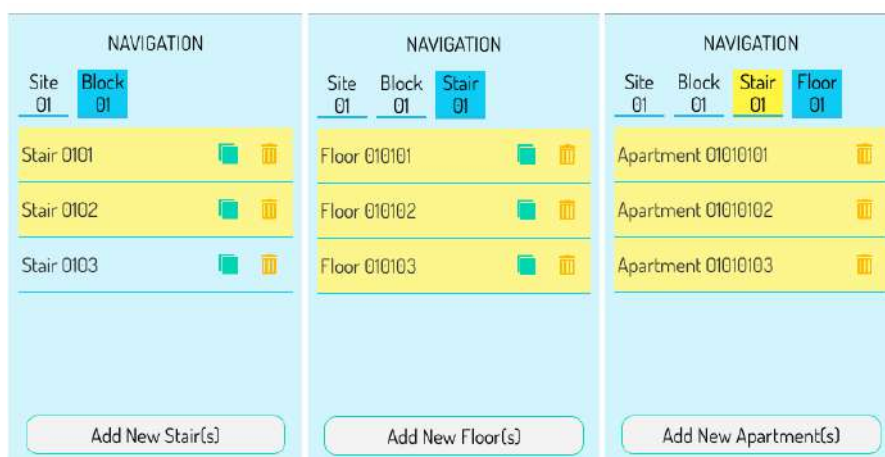 NAVIGATION
Site Block
01 01
Stair 0101
Stair 0102
Stair 0103
Add New Stair(s)
NAVIGATION
Site Block Stair
01 01 01
Floor 010101
Floor 010102
Floor 010103
Add New Floor(s)
NAVIGATION
Site Block Stair Floor
01 01 01 01
Apartment 01010101
Apartment 01010102
Apartment 01010103
Add New Apartment(s)